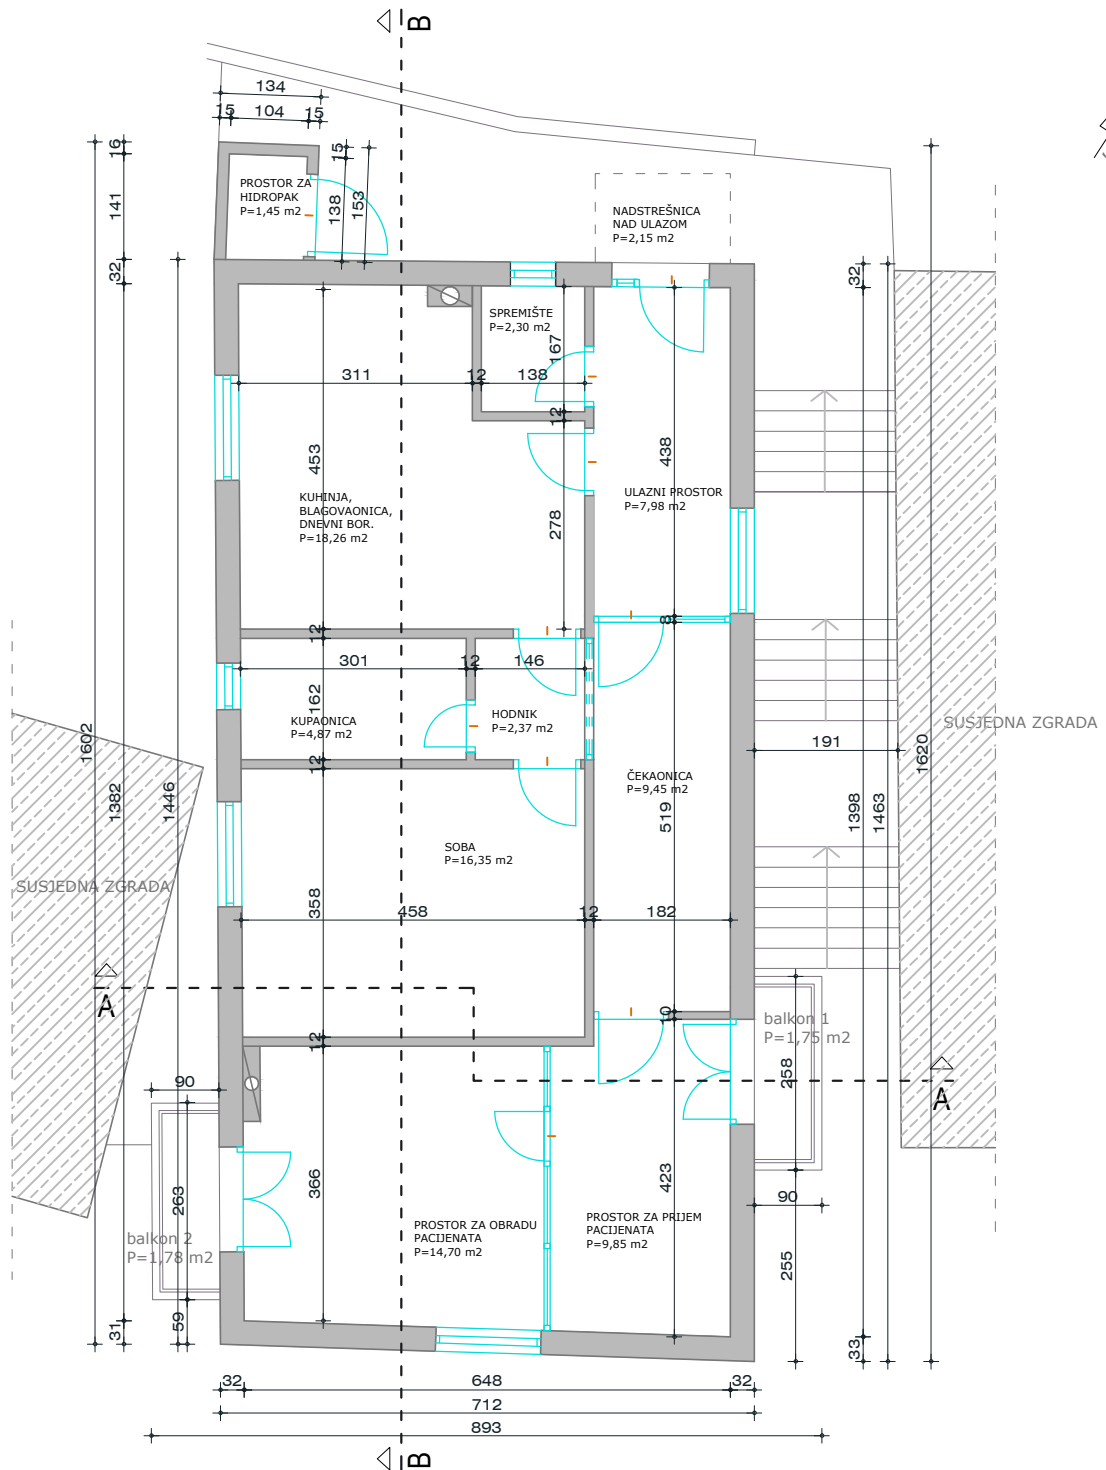 B
134
15
104
15
16
15
PROSTOR ZA
HIDROPAK
P=1,45 m2
141
138
153
NADSTREŠNICA
NAD ULAZOM
P=2,15 m2
32
32
SPREMIŠTE
P=2,30 m2
167
311
12
138
12
453
438
KUHINJA,
BLAGOVAONICA,
DNEVNI BOR.
P=18,26 m2
ULAZNI PROSTOR
P=7,98 m2
278
12
8
301
12
146
162
KUPAONICA
P=4,87 m2
HODNIK
P=2,37 m2
SUSJEDNA ZGRADA
191
1602
1620
12
ČEKAONICA
P=9,45 m2
1382
1446
519
1398
1463
SOBA
P=16,35 m2
SUSJEDNA ZGRADA
358
458
12
182
A
10
balkon 1
P=1,75 m2
12
258
90
A
366
423
263
90
PROSTOR ZA OBRADU
PACIJENATA
P=14,70 m2
PROSTOR ZA PRIJEM
PACIJENATA
P=9,85 m2
balkon 2
P=1,78 m2
255
31
59
33
32
648
32
712
893
B